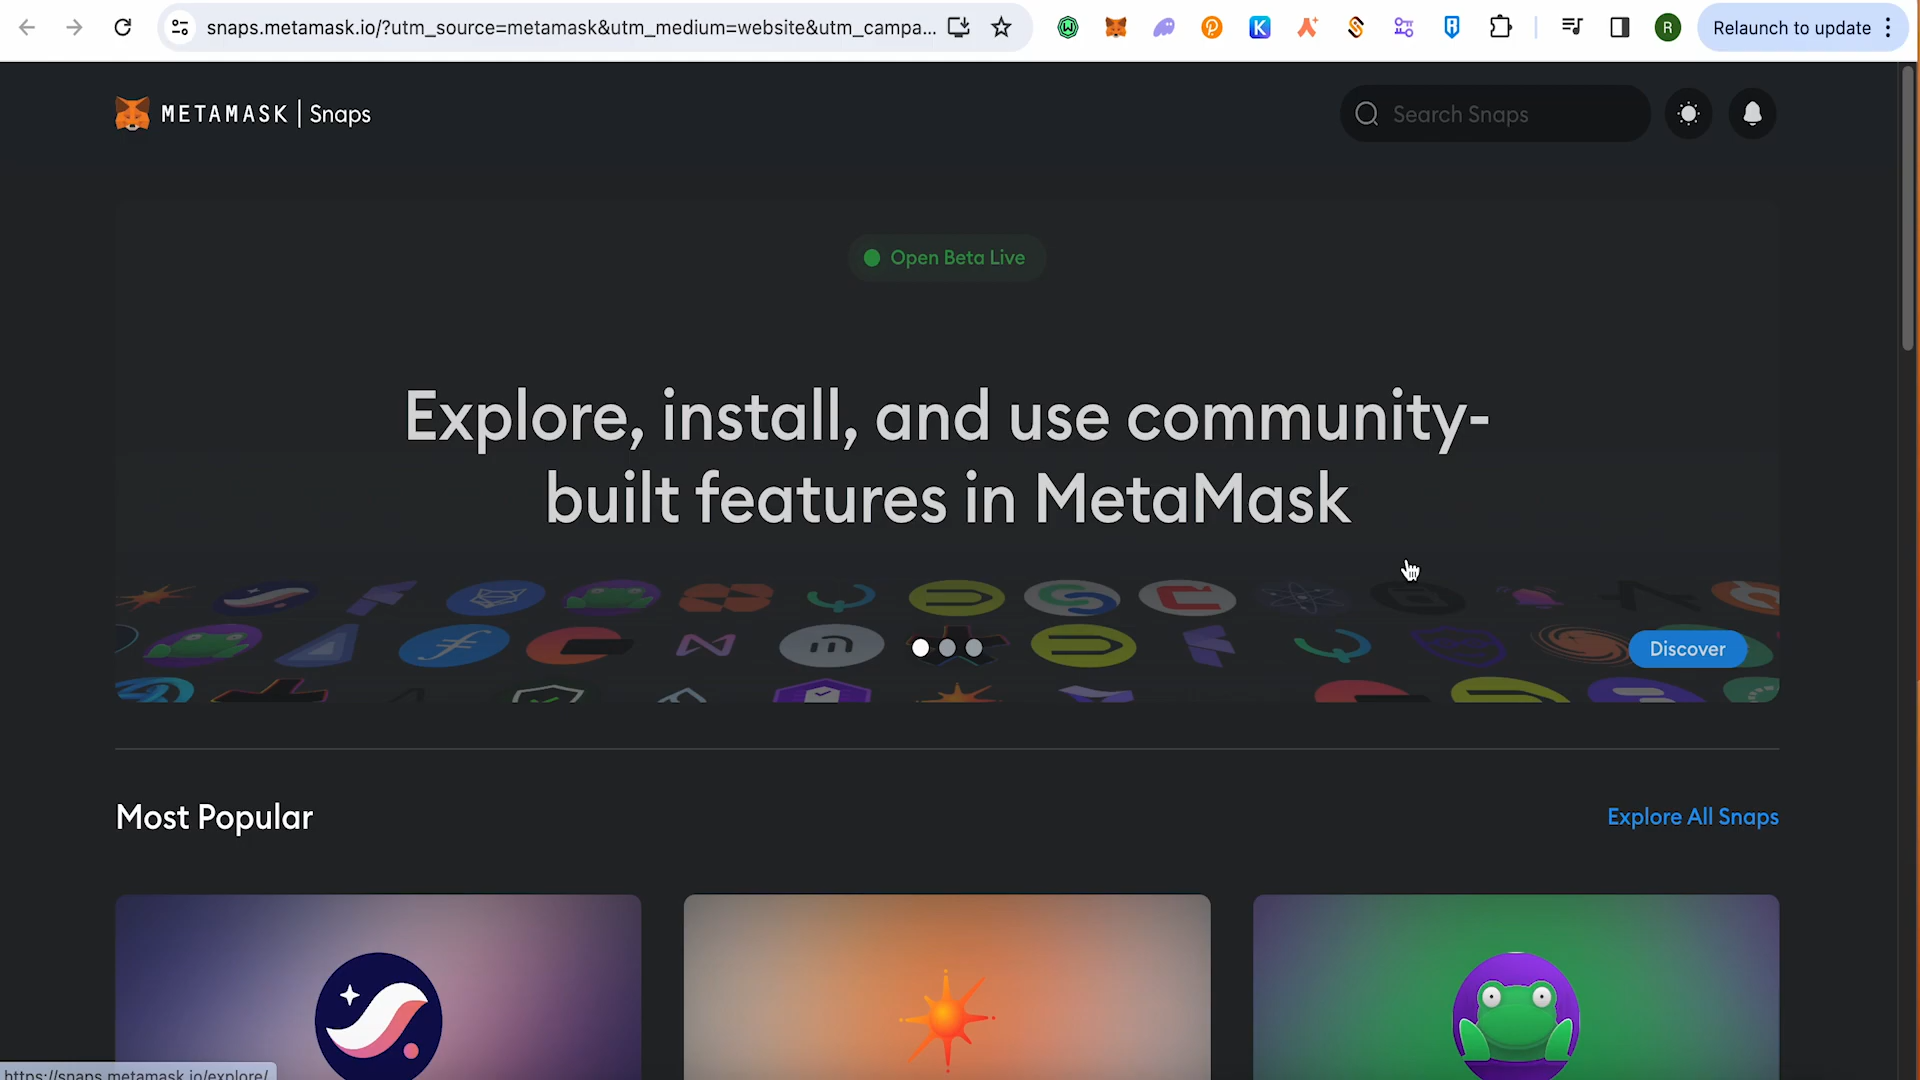 snaps.metamask.io/?utm_source=metamask&utm_medium=website&utm_campa...
R
Relaunch to update
METAMASK | Snaps
Search Snaps
Open Beta Live
Explore, install, and use community-
built features in MetaMask
Discover
Most Popular
Explore All Snaps
https://snaps.metamask.io/explore/